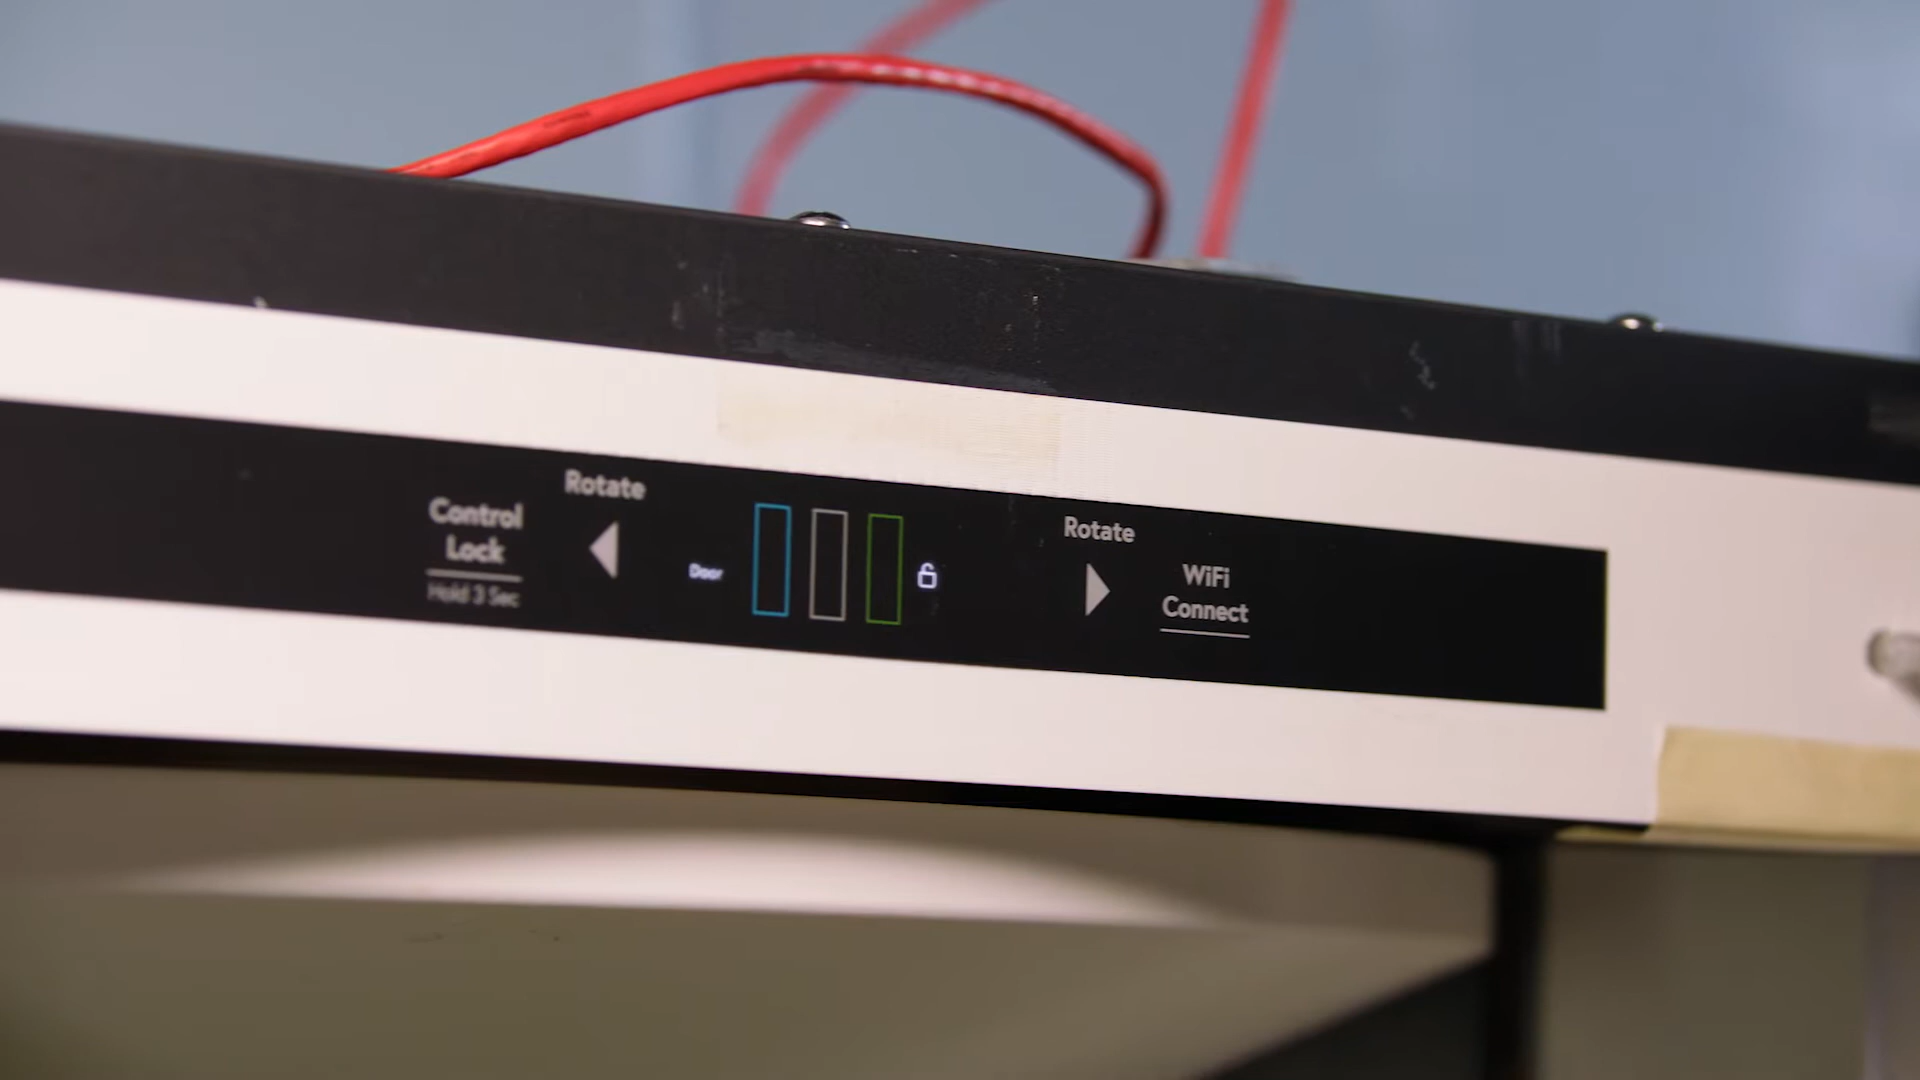 Control
Lock
Hold 3 Sec
Rotate
Door
Rotate
WiFi
Connect